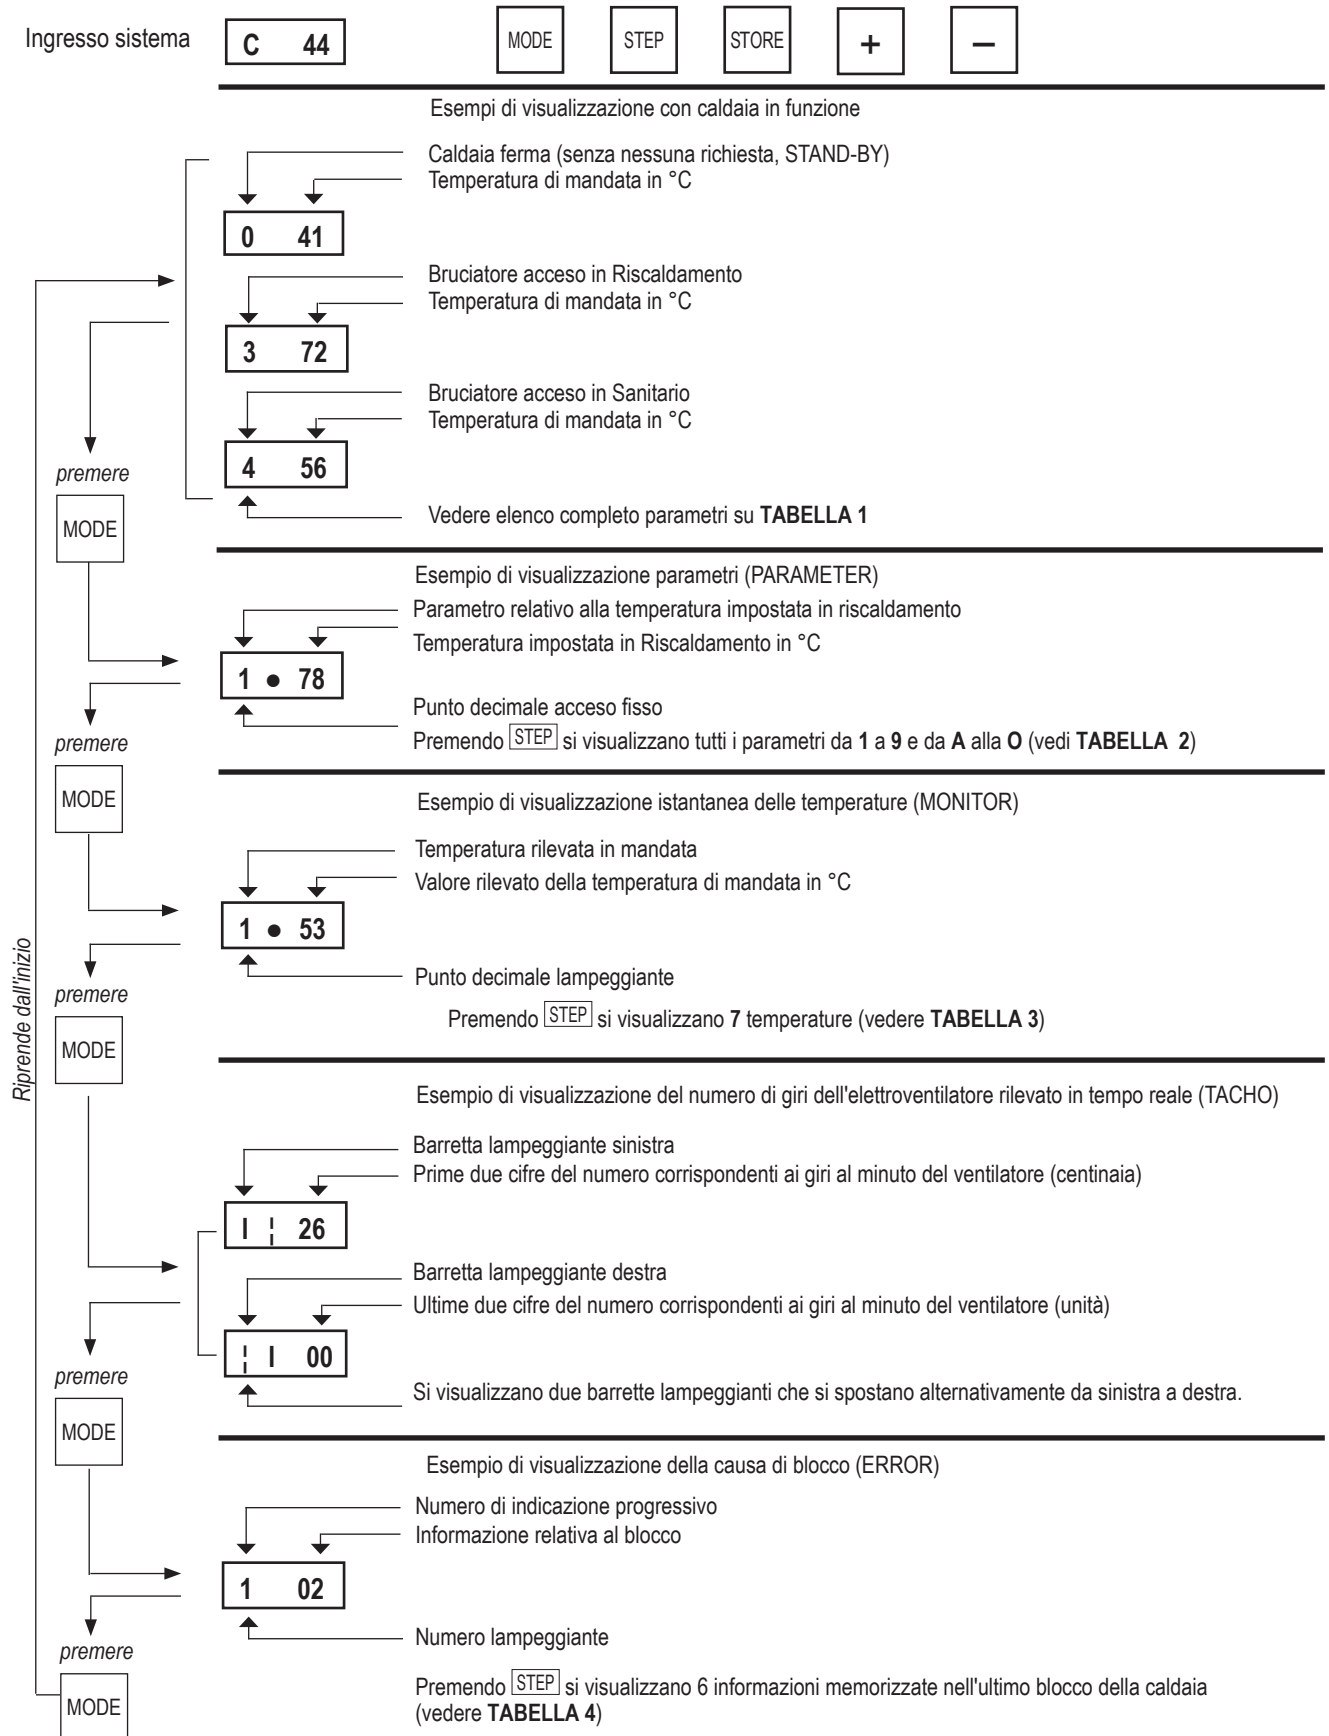 Ingresso sistema
C 44
MODE
STEP
STORE
+
−
Esempi di visualizzazione con caldaia in funzione
Caldaia ferma (senza nessuna richiesta, STAND-BY)
Temperatura di mandata in °C
0 41
Bruciatore acceso in Riscaldamento
Temperatura di mandata in °C
3 72
Bruciatore acceso in Sanitario
Temperatura di mandata in °C
4 56
premere
MODE
Vedere elenco completo parametri su TABELLA 1
Esempio di visualizzazione parametri (PARAMETER)
Parametro relativo alla temperatura impostata in riscaldamento
Temperatura impostata in Riscaldamento in °C
1 ● 78
Punto decimale acceso fisso
premere
Premendo STEP si visualizzano tutti i parametri da 1 a 9 e da A alla O (vedi TABELLA 2)
MODE
Esempio di visualizzazione istantanea delle temperature (MONITOR)
Temperatura rilevata in mandata
Valore rilevato della temperatura di mandata in °C
1 ● 53
Punto decimale lampeggiante
premere
Premendo STEP si visualizzano 7 temperature (vedere TABELLA 3)
MODE
Riprende dall'inizio
Esempio di visualizzazione del numero di giri dell'elettroventilatore rilevato in tempo reale (TACHO)
Barretta lampeggiante sinistra
Prime due cifre del numero corrispondenti ai giri al minuto del ventilatore (centinaia)
I ¦ 26
Barretta lampeggiante destra
Ultime due cifre del numero corrispondenti ai giri al minuto del ventilatore (unità)
¦ I 00
premere
Si visualizzano due barrette lampeggianti che si spostano alternativamente da sinistra a destra.
MODE
Esempio di visualizzazione della causa di blocco (ERROR)
Numero di indicazione progressivo
Informazione relativa al blocco
1 02
Numero lampeggiante
premere
MODE
Premendo STEP si visualizzano 6 informazioni memorizzate nell'ultimo blocco della caldaia
(vedere TABELLA 4)